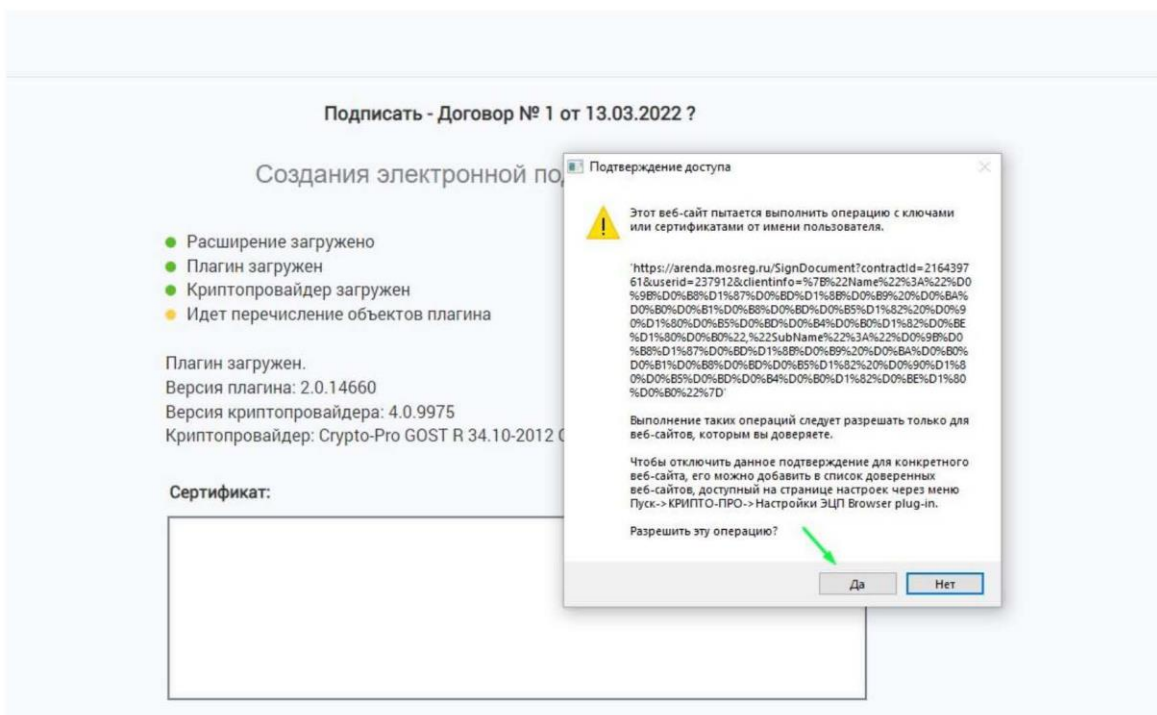 Подписать - Договор № 1 от 13.03.2022 ?
Создания электронной по
Расширение загружено
Плагин загружен
Криптопровайдер загружен
Идет перечисление объектов плагина
Плагин загружен.
Версия плагина: 2.0.14660
Версия криптопровайдера: 4.0.9975
Криптопровайдер: Crypto-Pro GOST R 34.10-2012
Сертификат:
Подтверждение доступа
Этот веб-сайт пытается выполнить операцию с ключами
или сертификатами от имени пользователя.
'https://arenda.mosreg.ru/SignDocument?contractId=2164397
61&userid=237912&clientinfo=%7B%22Name%22%3A%22%D0
%9B%D0%B8%D1%87%D0%BD%D1%8B%D0%B9%20%D0%BA%
D0%B0%D0%B1%D0%B8%D0%BD%D0%B5%D1%82%20%D0%9
0%D1%80%D0%B5%D0%BD%D0%B4%D0%B0%D1%82%D0%BE
%D1%80%D0%B0%22,%22SubName%22%3A%22%D0%9B%D0
%B8%D1%87%D0%BD%D1%8B%D0%B9%20%D0%BA%D0%B0%
D0%B1%D0%B8%D0%BD%D0%B5%D1%82%20%D0%90%D1%8
0%D0%B5%D0%BD%D0%B4%D0%B0%D1%82%D0%BE%D1%80
%D0%B0%22%7D'
Выполнение таких операций следует разрешать только для
веб-сайтов, которым вы доверяете.
Чтобы отключить данное подтверждение для конкретного
веб-сайта, его можно добавить в список доверенных
веб-сайтов, доступный на странице настроек через меню
Пуск->КРИПТО-ПРО->Настройки ЭЦП Browser plug-in.
Разрешить эту операцию?
Да
Нет